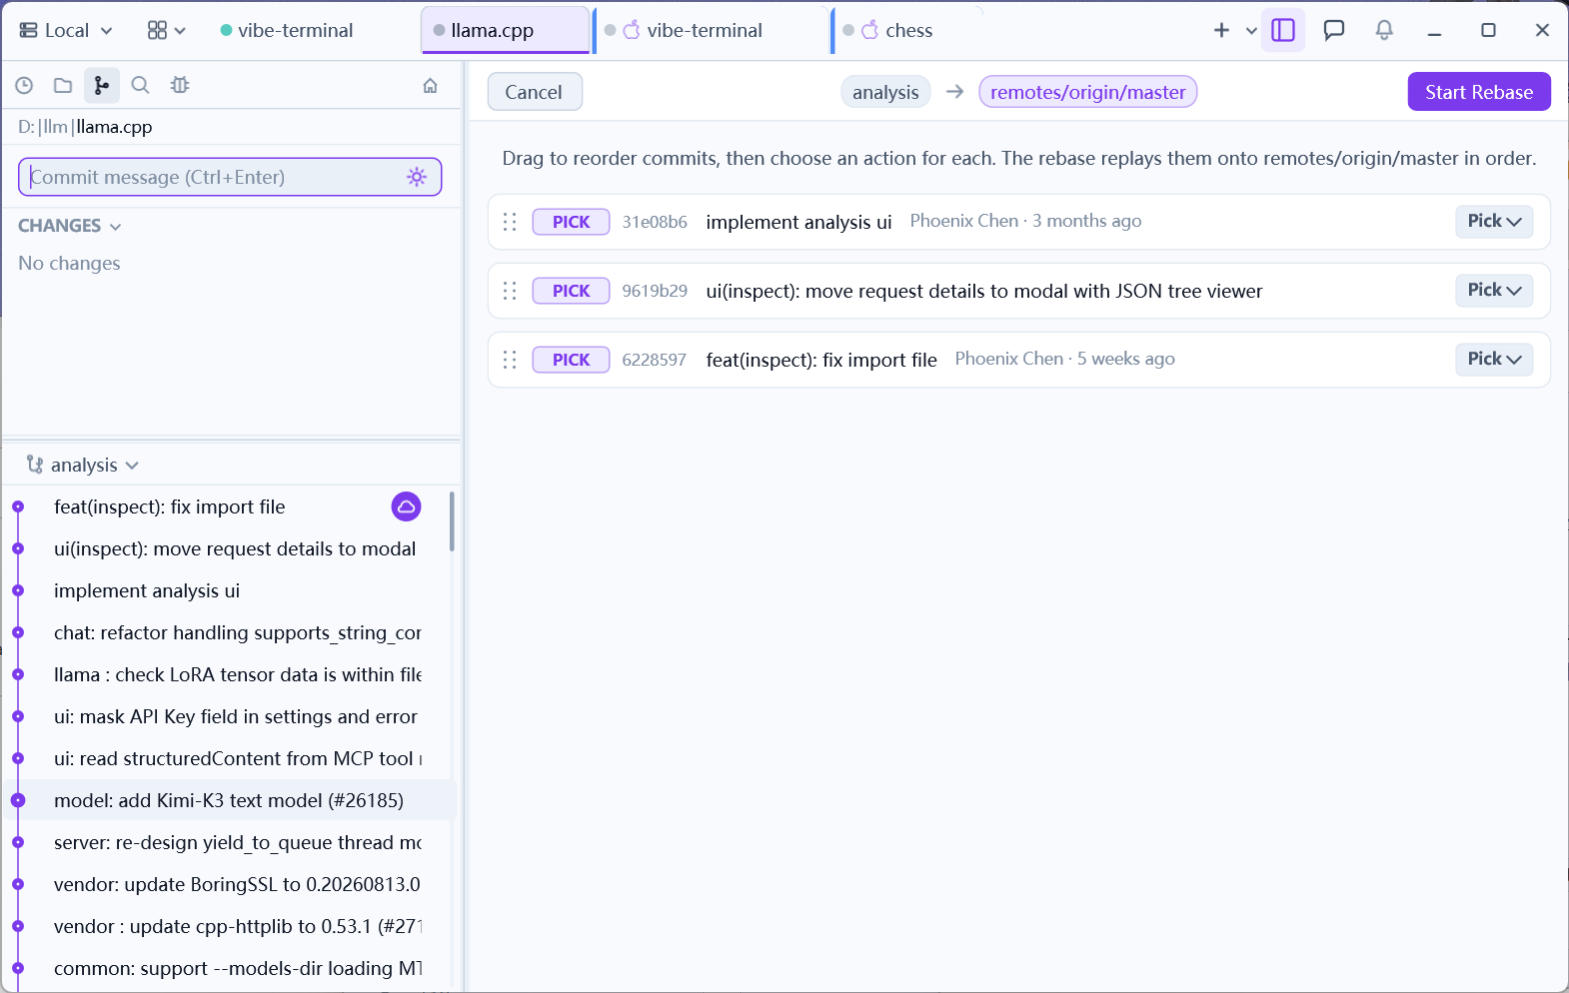 Local
vibe-terminal
llama.cpp
vibe-terminal
chess
D: | llm | llama.cpp
Commit message (Ctrl+Enter)
CHANGES
No changes
analysis
feat(inspect): fix import file
ui(inspect): move request details to modal
implement analysis ui
chat: refactor handling supports_string_cor
llama : check LoRA tensor data is within file
ui: mask API Key field in settings and error
ui: read structuredContent from MCP tool
model: add Kimi-K3 text model (#26185)
server: re-design yield_to_queue thread mo
vendor: update BoringSSL to 0.20260813.0
vendor : update cpp-httplib to 0.53.1 (#271
common: support --models-dir loading MT
Cancel
analysis → remotes/origin/master
Start Rebase
Drag to reorder commits, then choose an action for each. The rebase replays them onto remotes/origin/master in order.
PICK 31e08b6 implement analysis ui Phoenix Chen · 3 months ago Pick
PICK 9619b29 ui(inspect): move request details to modal with JSON tree viewer Pick
PICK 6228597 feat(inspect): fix import file Phoenix Chen · 5 weeks ago Pick